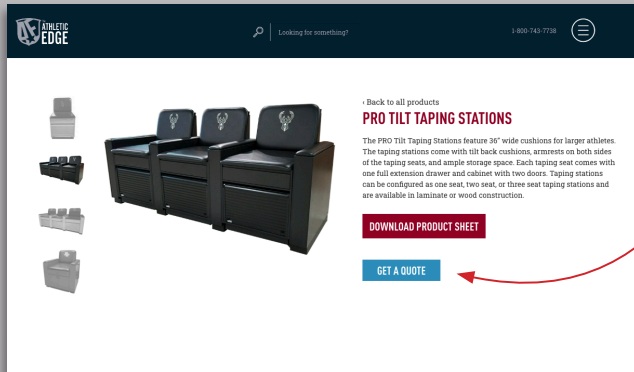 ATHLETIC
EDGE
Looking for something?
1-800-743-7738
‹ Back to all products
PRO TILT TAPING STATIONS
The PRO Tilt Taping Stations feature 36" wide cushions for larger athletes.
The taping stations come with tilt back cushions, armrests on both sides
of the taping seats, and ample storage space. Each taping seat comes with
one full extension drawer and cabinet with two doors. Taping stations
can be configured as one seat, two seat, or three seat taping stations and
are available in laminate or wood construction.
DOWNLOAD PRODUCT SHEET
GET A QUOTE